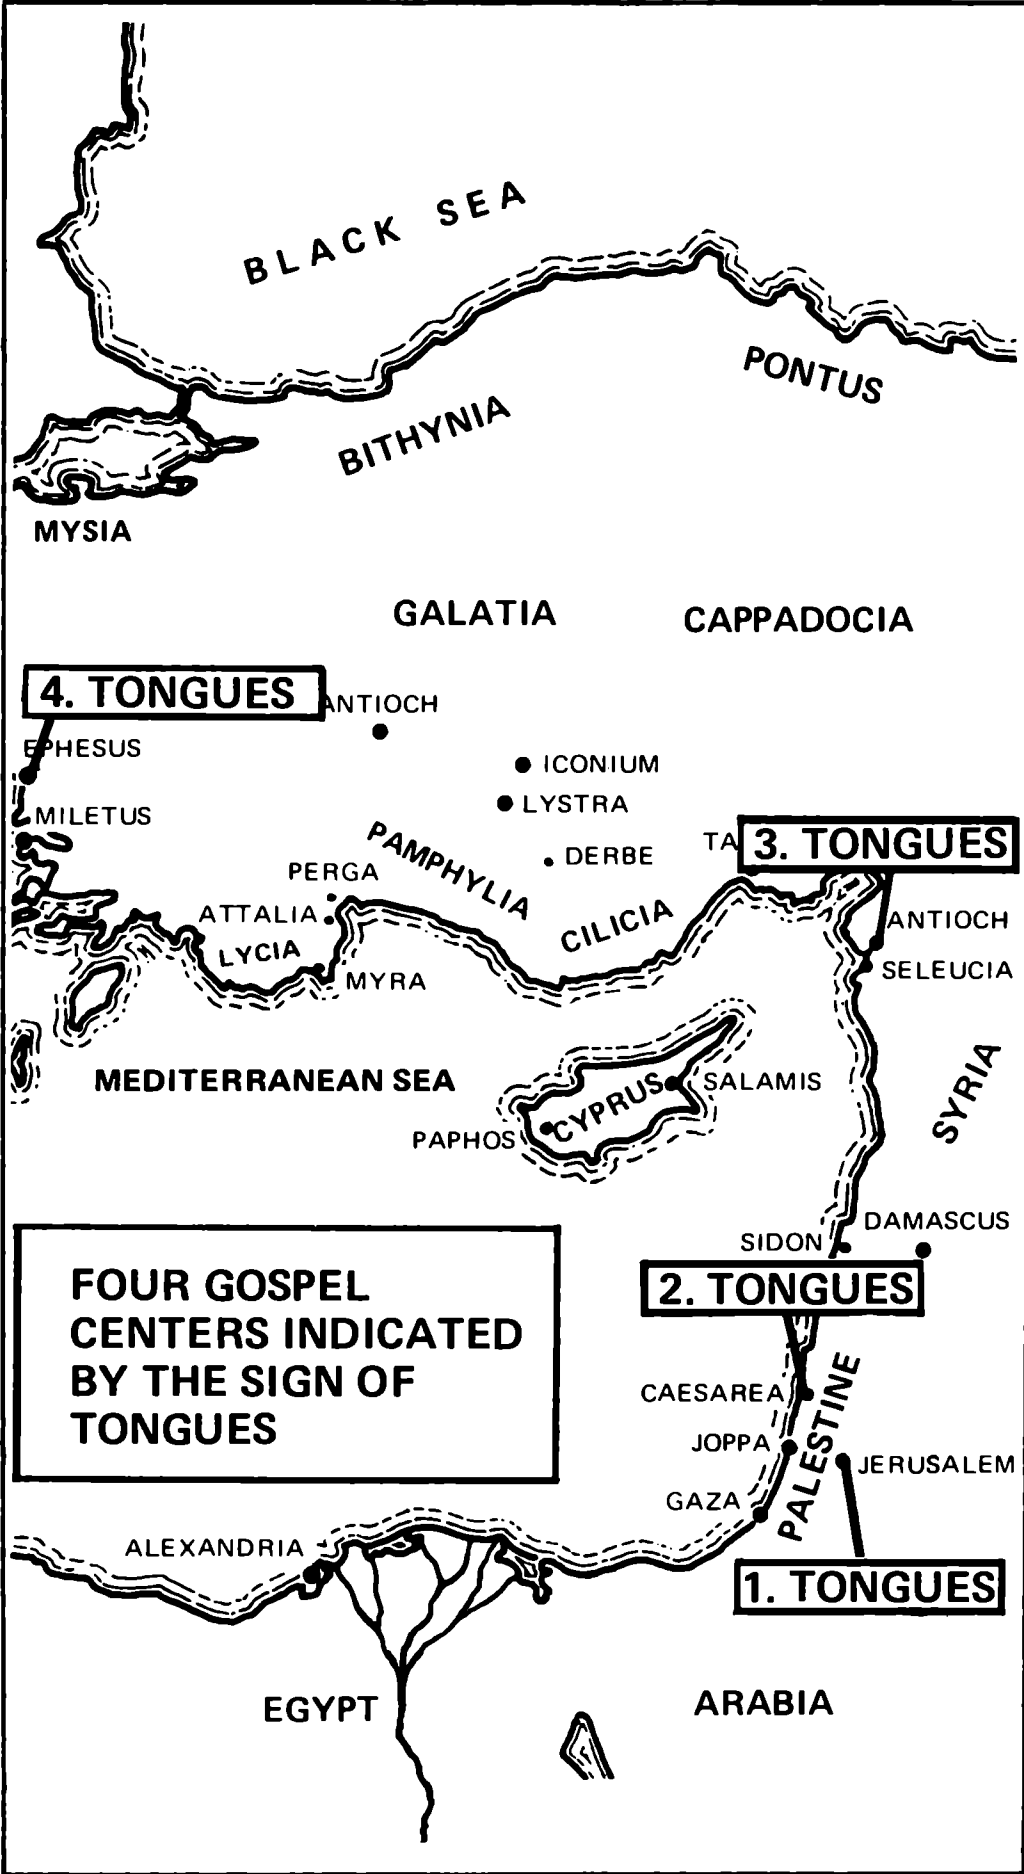 BLACK SEA
PONTUS
BITHYNIA
MYSIA
GALATIA
CAPPADOCIA
4. TONGUES
NTIOCH
EPHESUS
ICONIUM
LYSTRA
MILETUS
PAMPHYLIA
DERBE
TA
3. TONGUES
PERGA
ATTALIA
CILICIA
ANTIOCH
LYCIA
MYRA
SELEUCIA
MEDITERRANEAN SEA
CYPRUS
SALAMIS
SYRIA
PAPHOS
DAMASCUS
SIDON
2. TONGUES
FOUR GOSPEL
CENTERS INDICATED
BY THE SIGN OF
TONGUES
CAESAREA
PALESTINE
JOPPA
JERUSALEM
GAZA
ALEXANDRIA
1. TONGUES
EGYPT
ARABIA